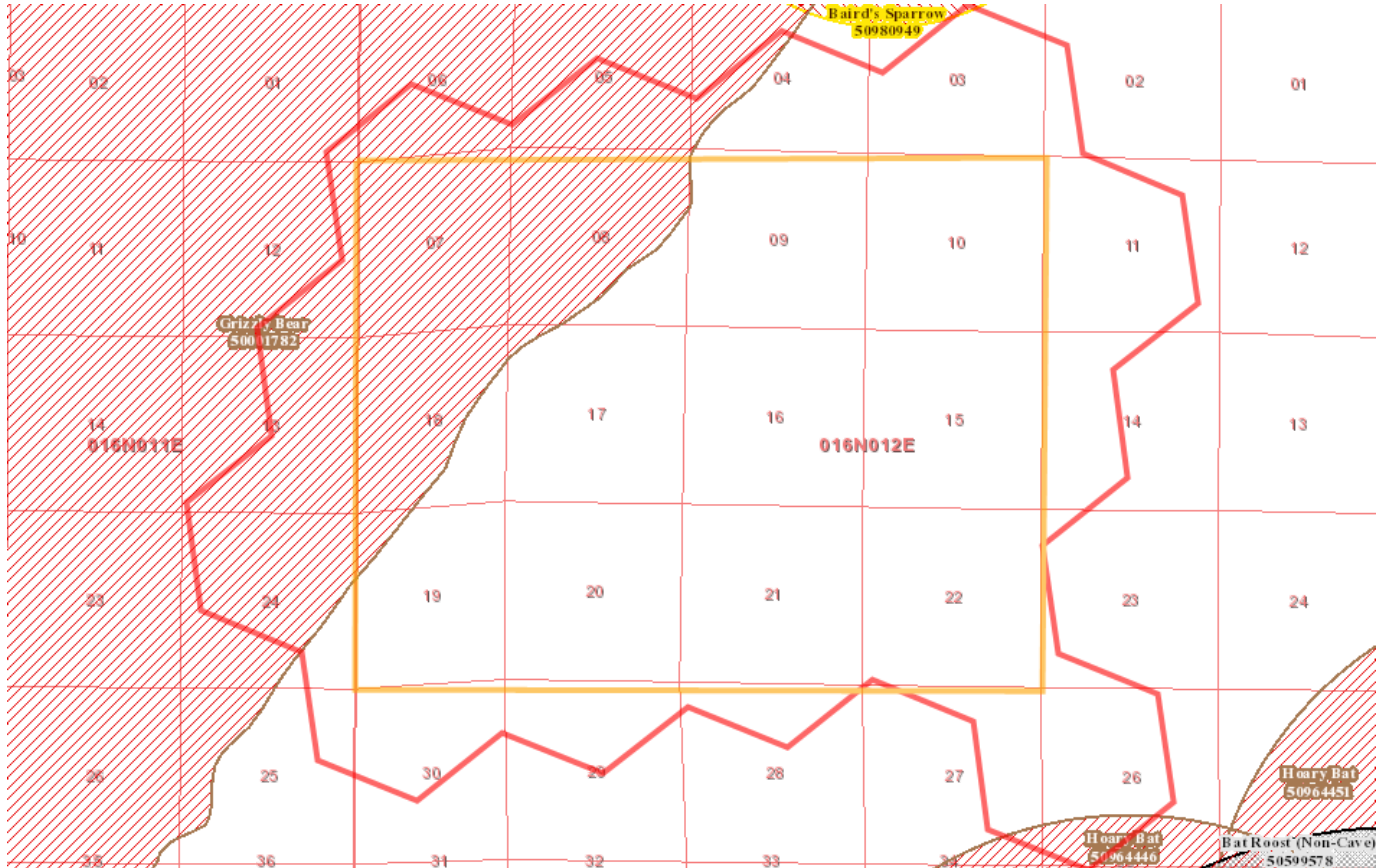 Baird's Sparrow
50980949
03 02 01 06 05 04 03 02 01
10 11 12 07 08 09 10 11 12
Grizzly Bear
50001782
14 13 18 17 16 15 14 13
016N011E 016N012E
23 24 19 20 21 22 23 24
26 25 30 29 28 27 26
Hoary Bat
50964451
Hoary Bat
50964446
Bat Roost (Non-Cave)
50599578
35 36 31 32 33 34